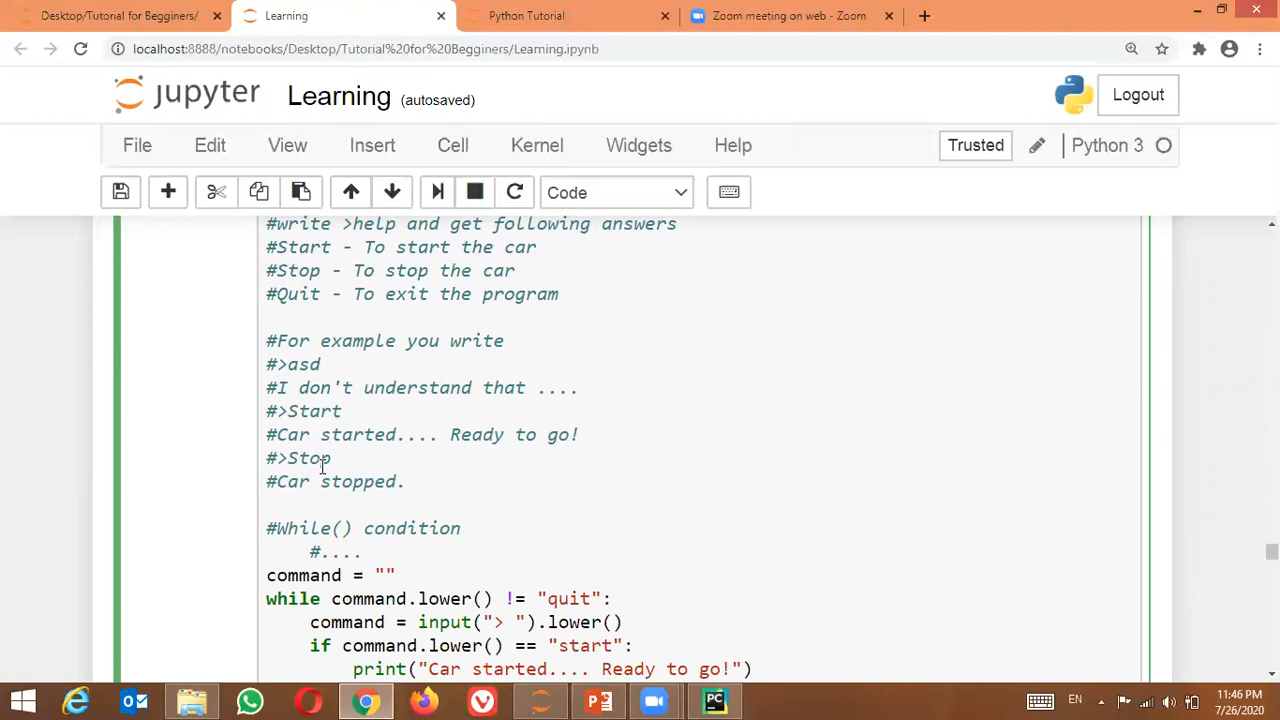 Desktop/Tutorial for Begginers/
Learning
Python Tutorial
Zoom meeting on web - Zoom
localhost:8888/notebooks/Desktop/Tutorial%20for%20Begginers/Learning.ipynb
jupyter Learning (autosaved)
Logout
File Edit View Insert Cell Kernel Widgets Help
Trusted
Python 3
Code
#write >help and get following answers
#Start - To start the car
#Stop - To stop the car
#Quit - To exit the program
#For example you write
#>asd
#I don't understand that ....
#>Start
#Car started.... Ready to go!
#>Stop
#Car stopped.
#While() condition
#....
command = ""
while command.lower() != "quit":
command = input("> ").lower()
if command.lower() == "start":
print("Car started.... Ready to go!")
EN
11:46 PM
7/26/2020